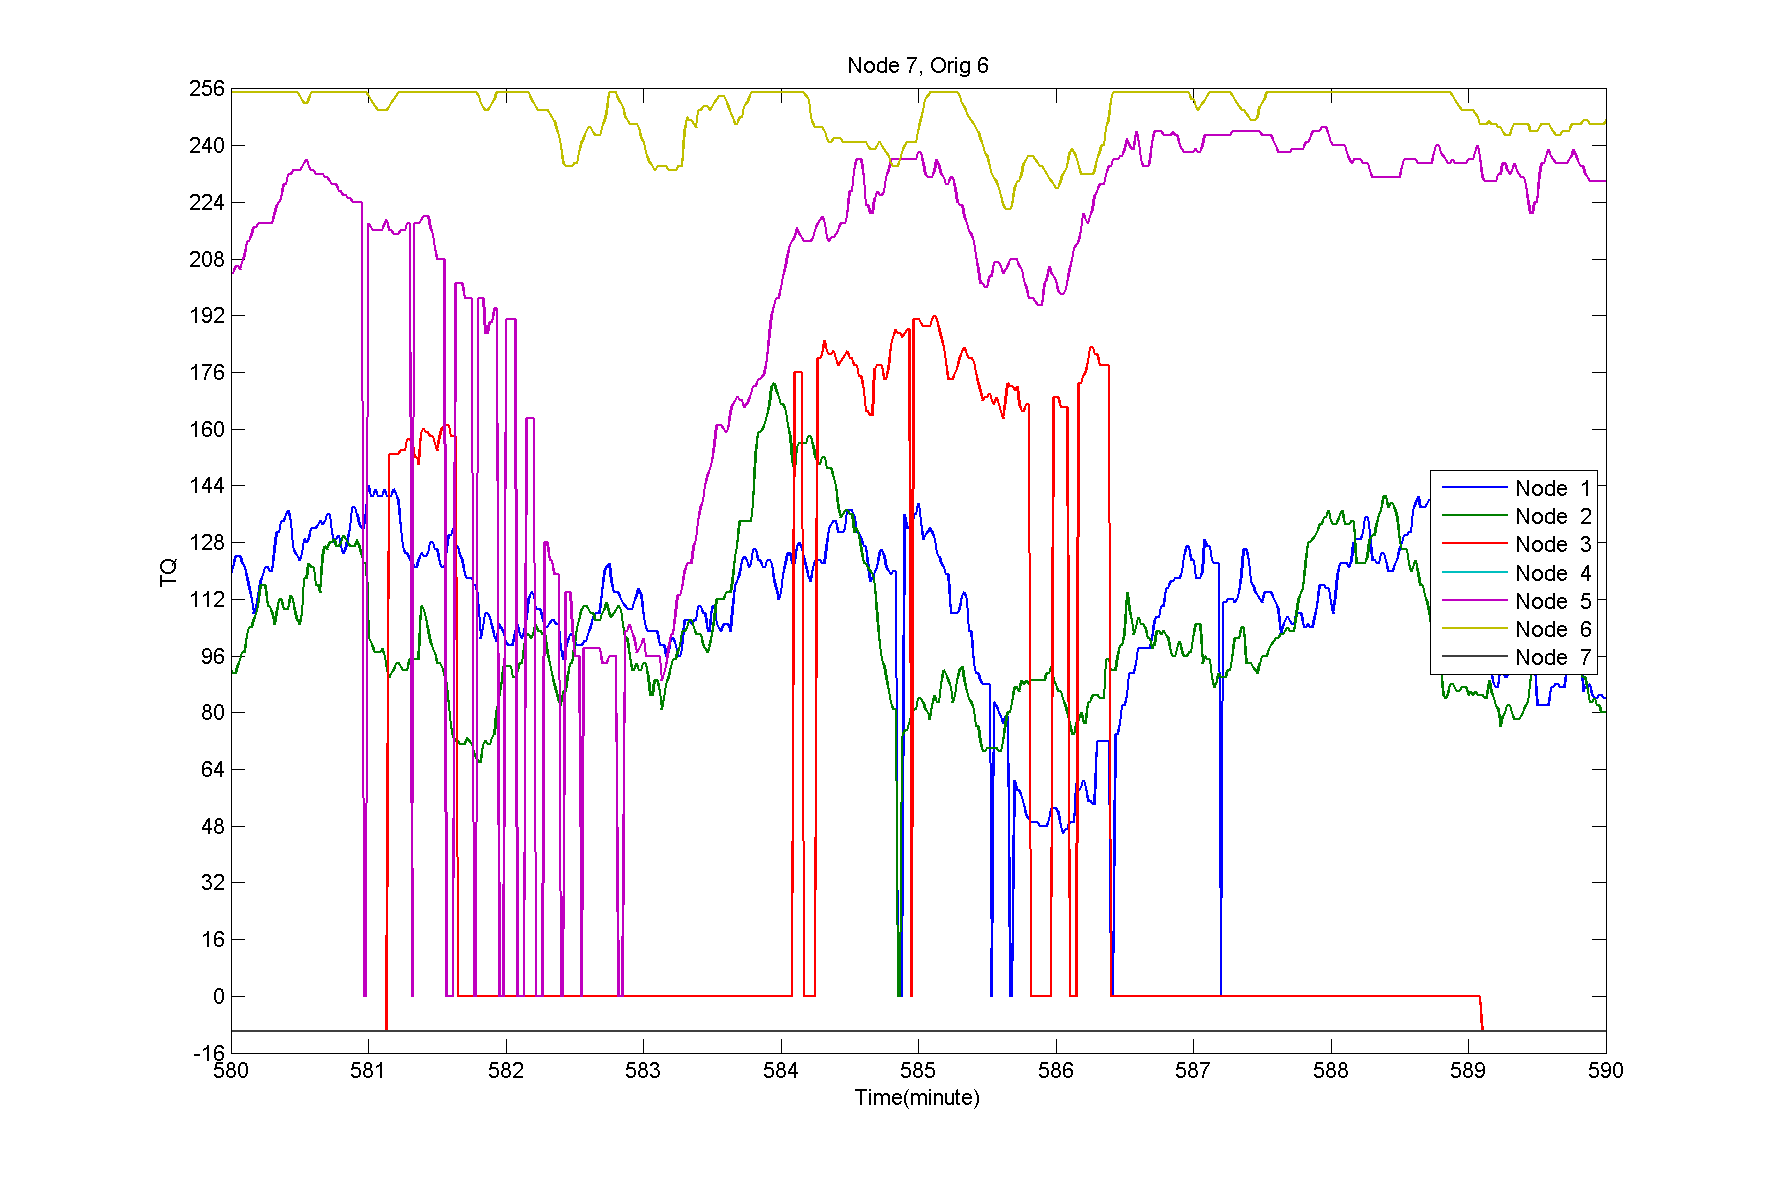 Node 7, Orig 6
256
240
224
208
192
176
160
144
128
112
96
80
64
48
32
16
0
-16
TQ
Node 1
Node 2
Node 3
Node 4
Node 5
Node 6
Node 7
580 581 582 583 584 585 586 587 588 589 590
Time(minute)